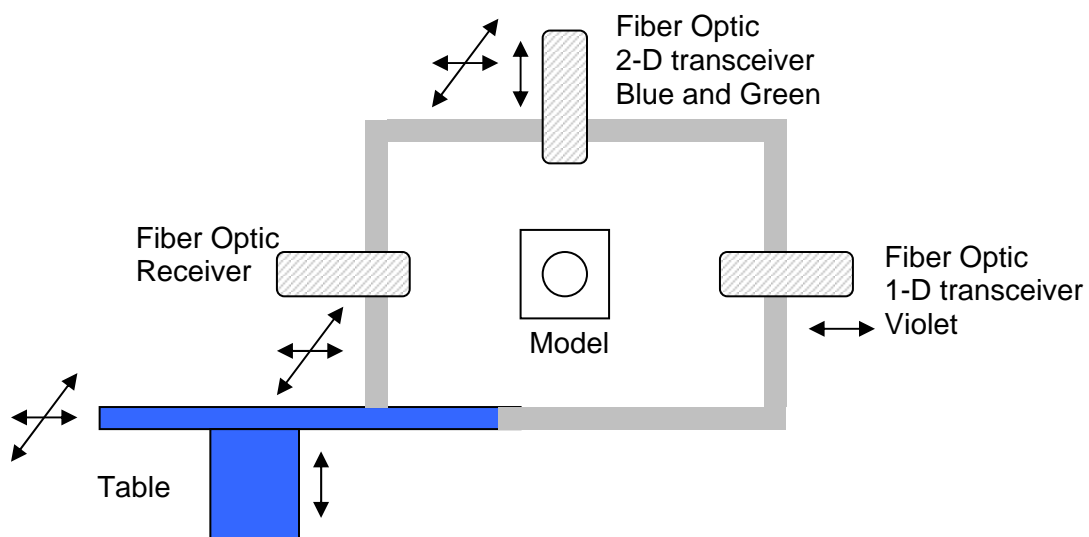 Fiber Optic
2-D transceiver
Blue and Green
Fiber Optic
Receiver
Fiber Optic
1-D transceiver
Violet
Model
Table